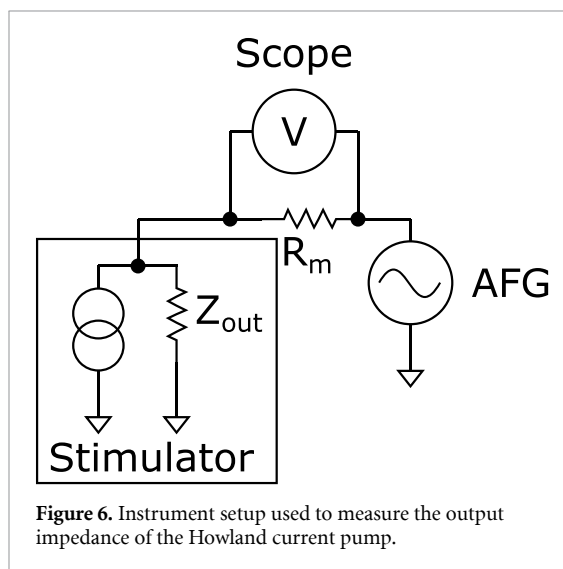 Scope
V
R_m
AFG
Z_out
Stimulator
Figure 6. Instrument setup used to measure the output
impedance of the Howland current pump.